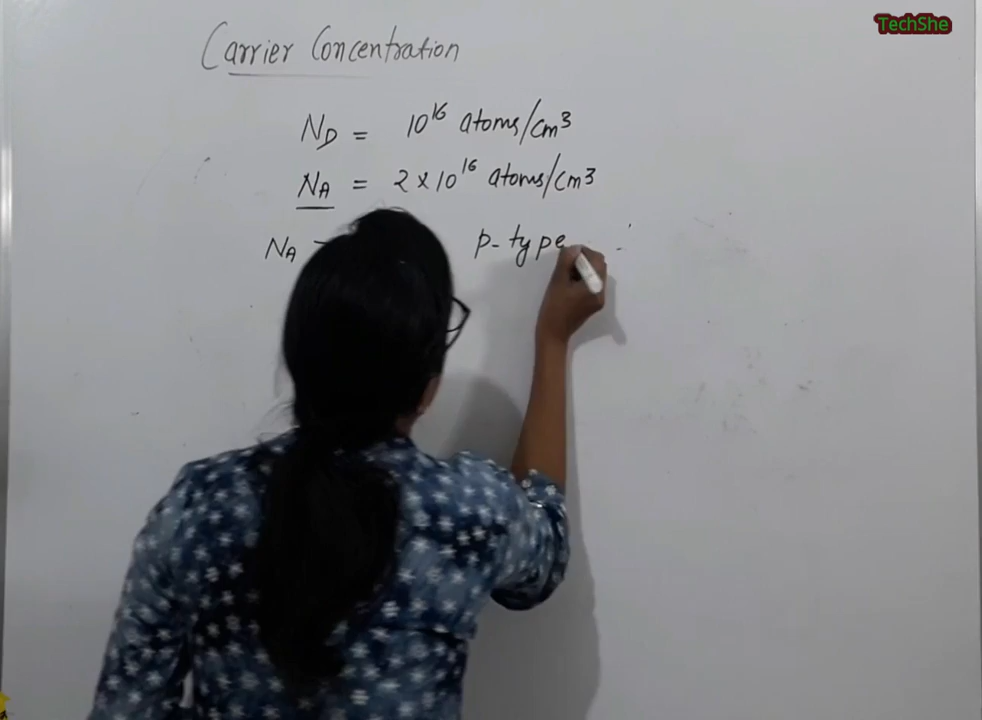 TechShe
Carrier Concentration
N_D = 10^16 atoms/cm^3
N_A = 2×10^16 atoms/cm^3
N_A p-type